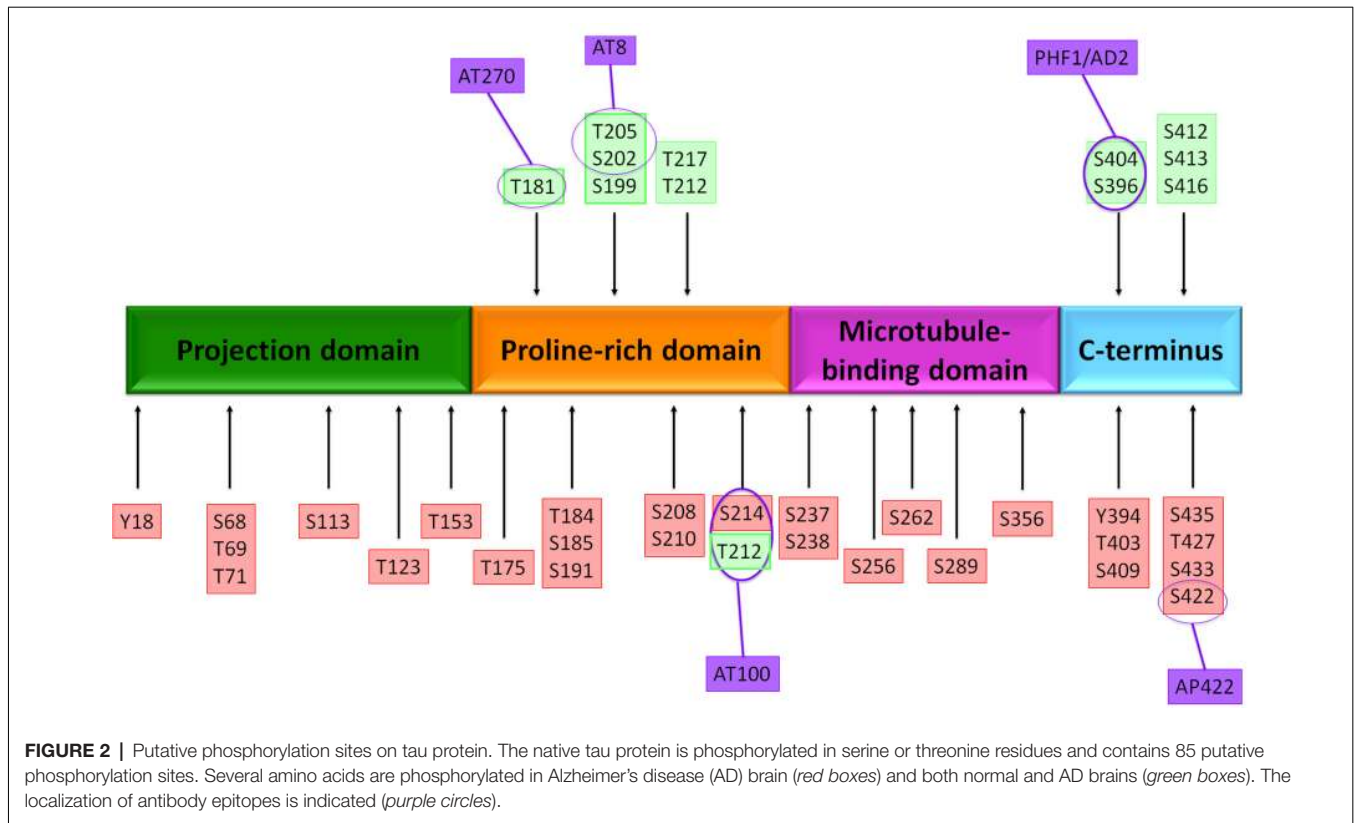 AT8
AT270
PHF1/AD2
T205
S202
S199
T181
T217
T212
S404
S396
S412
S413
S416
Projection domain
Proline-rich domain
Microtubule-
binding domain
C-terminus
Y18
S68
T69
T71
S113
T123
T153
T175
T184
S185
S191
S208
S210
S214
T212
S237
S238
S256
S262
S289
S356
Y394
T403
S409
S435
T427
S433
S422
AT100
AP422
FIGURE 2 | Putative phosphorylation sites on tau protein. The native tau protein is phosphorylated in serine or threonine residues and contains 85 putative
phosphorylation sites. Several amino acids are phosphorylated in Alzheimer's disease (AD) brain (red boxes) and both normal and AD brains (green boxes). The
localization of antibody epitopes is indicated (purple circles).